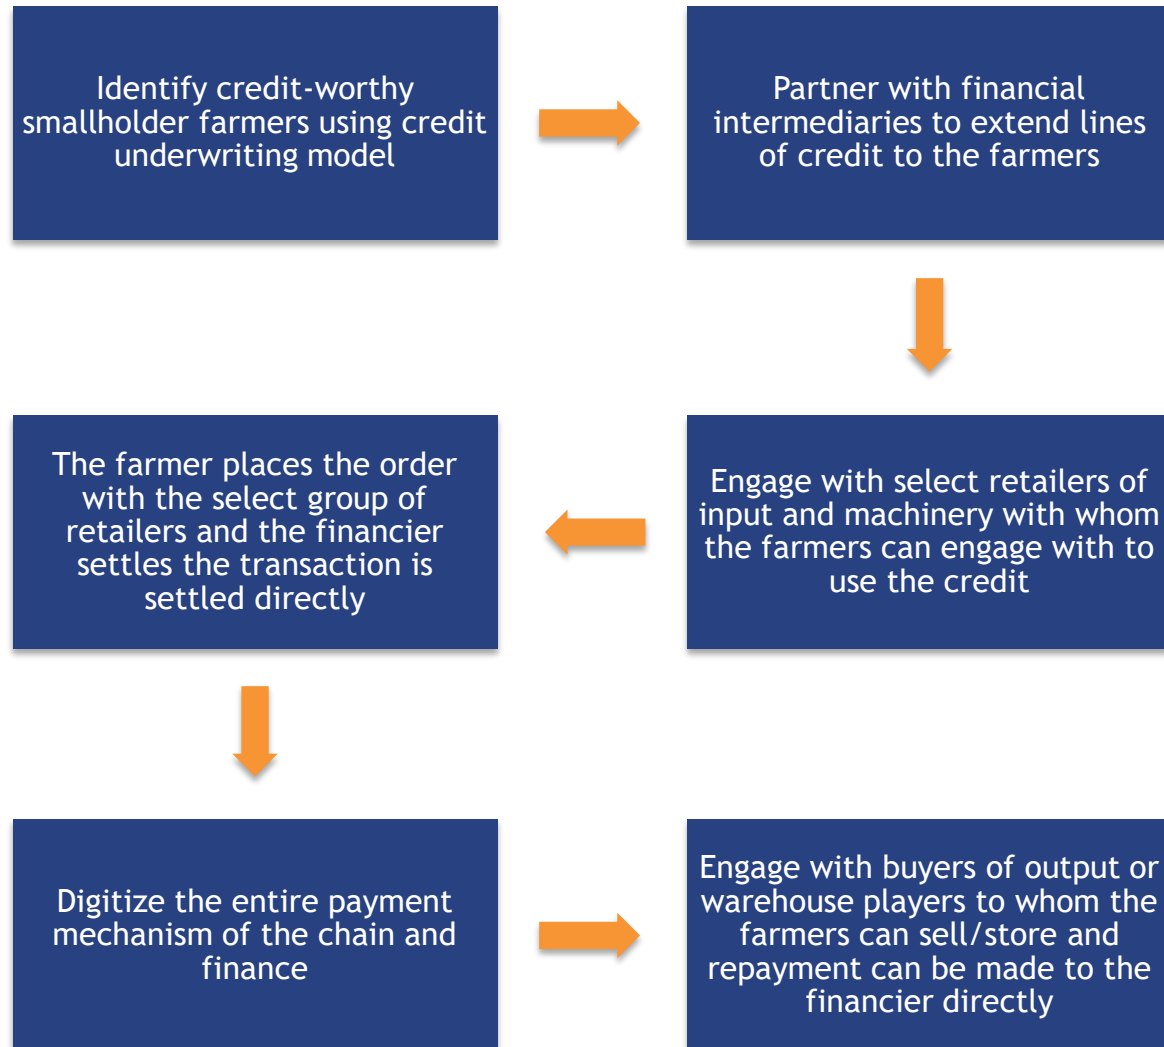 Identify credit-worthy
smallholder farmers using credit
underwriting model
Partner with financial
intermediaries to extend lines
of credit to the farmers
Engage with select retailers of
input and machinery with whom
the farmers can engage with to
use the credit
The farmer places the order
with the select group of
retailers and the financier
settles the transaction is
settled directly
Digitize the entire payment
mechanism of the chain and
finance
Engage with buyers of output or
warehouse players to whom the
farmers can sell/store and
repayment can be made to the
financier directly